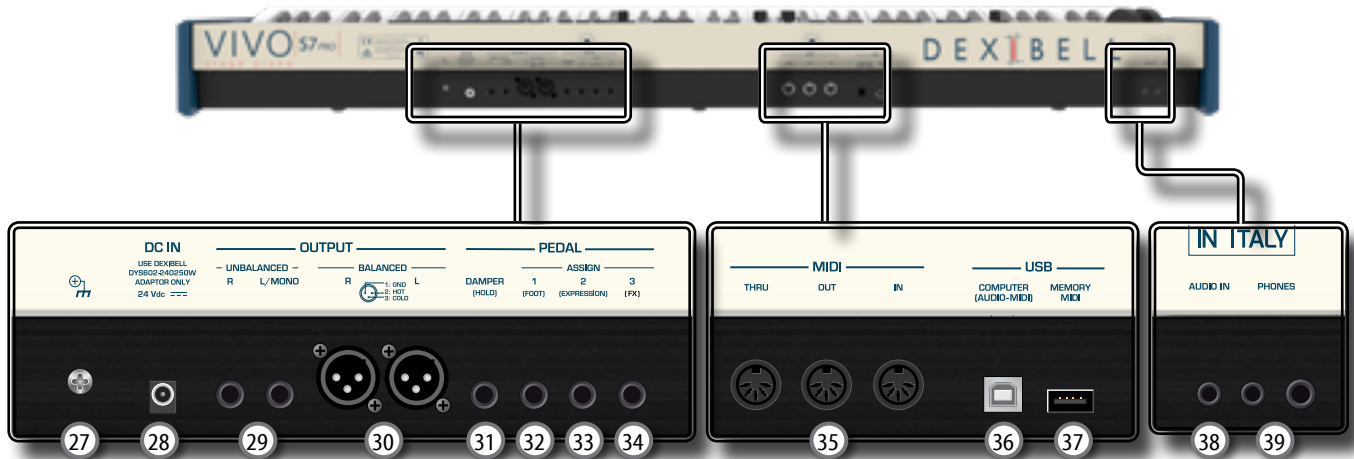 VIVO S7 PRO
stage piano
DEXIBELL
DC IN
USE DEXIBELL
DYS602-240250W
ADAPTOR ONLY
24 Vdc
OUTPUT
UNBALANCED
R L/MONO
BALANCED
R L
1: GND
2: HOT
3: COLD
PEDAL
DAMPER
(HOLD)
ASSIGN
1 2 3
(FOOT) (EXPRESSION) (FX)
27 28 29 30 31 32 33 34
MIDI
THRU OUT IN
USB
COMPUTER
(AUDIO-MIDI)
MEMORY
MIDI
35 36 37
IN ITALY
AUDIO IN PHONES
38 39